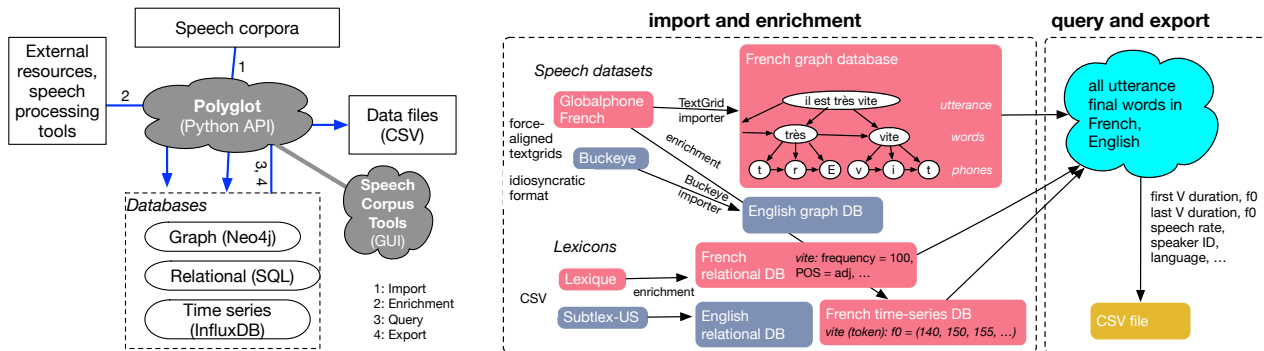 Speech corpora
External
resources,
speech
processing
tools
1
2
Polyglot
(Python API)
Data files
(CSV)
3, 4
Speech
Corpus
Tools
(GUI)
Databases
Graph (Neo4j)
Relational (SQL)
Time series
(InfluxDB)
1: Import
2: Enrichment
3: Query
4: Export
import and enrichment
Speech datasets
Globalphone
French
TextGrid
importer
force-
aligned
textgrids
Buckeye
idiosyncratic
format
enrichment
Buckeye
importer
French graph database
il est très vite
utterance
très
vite
words
t
r
E
v
i
t
phones
English graph DB
Lexicons
Lexique
enrichment
CSV
Subtlex-US
French
relational DB
vite: frequency = 100,
POS = adj, …
English
relational DB
French time-series DB
vite (token): f0 = (140, 150, 155, …)
query and export
all utterance
final words in
French,
English
first V duration, f0
last V duration, f0
speech rate,
speaker ID,
language, …
CSV file